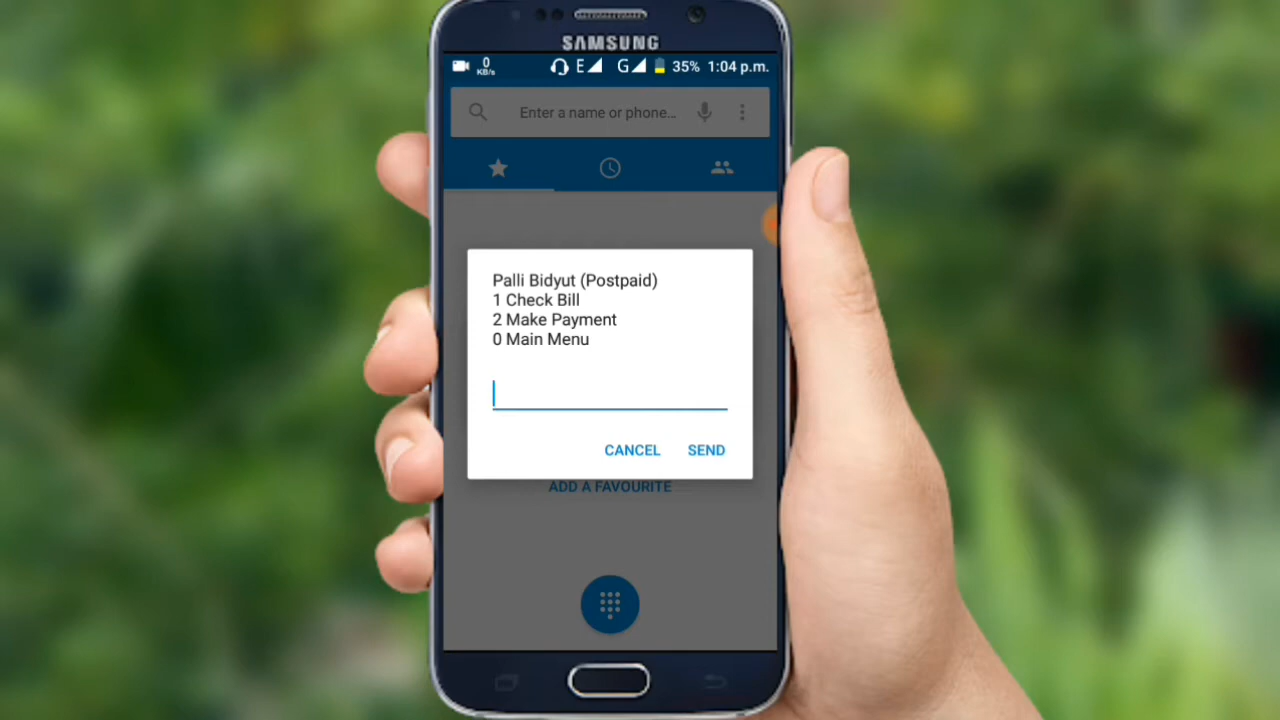 SAMSUNG
0 KB/s E G 35% 1:04 p.m.
Enter a name or phone...
Palli Bidyut (Postpaid)
1 Check Bill
2 Make Payment
0 Main Menu
CANCEL SEND
ADD A FAVOURITE